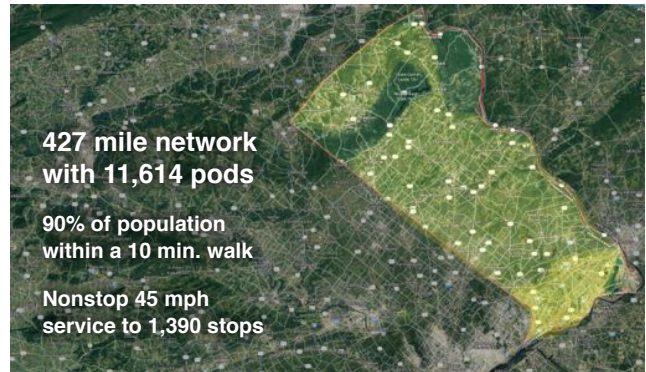 427 mile network
with 11,614 pods
90% of population
within a 10 min. walk
Nonstop 45 mph
service to 1,390 stops